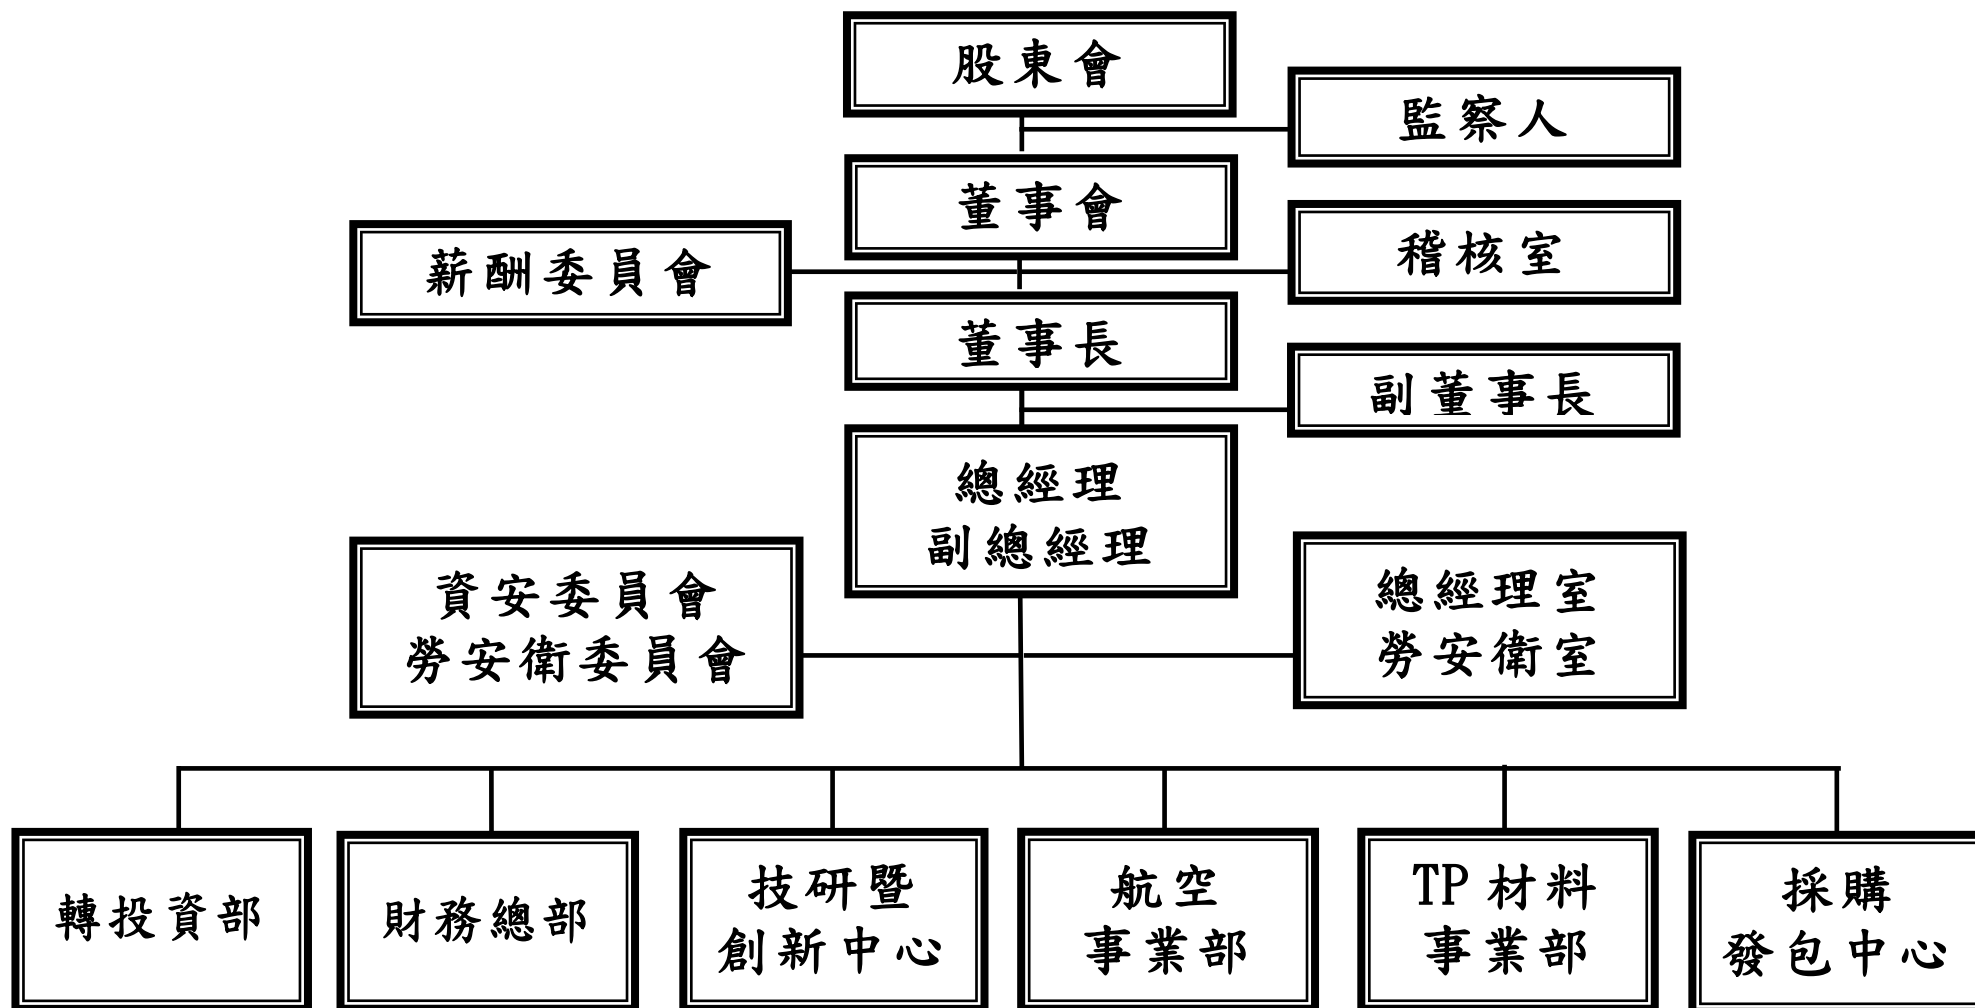 股東會
監察人
董事會
薪酬委員會
稽核室
董事長
副董事長
總經理
副總經理
資安委員會
勞安衛委員會
總經理室
勞安衛室
轉投資部
財務總部
技研暨
創新中心
航空
事業部
TP 材料
事業部
採購
發包中心